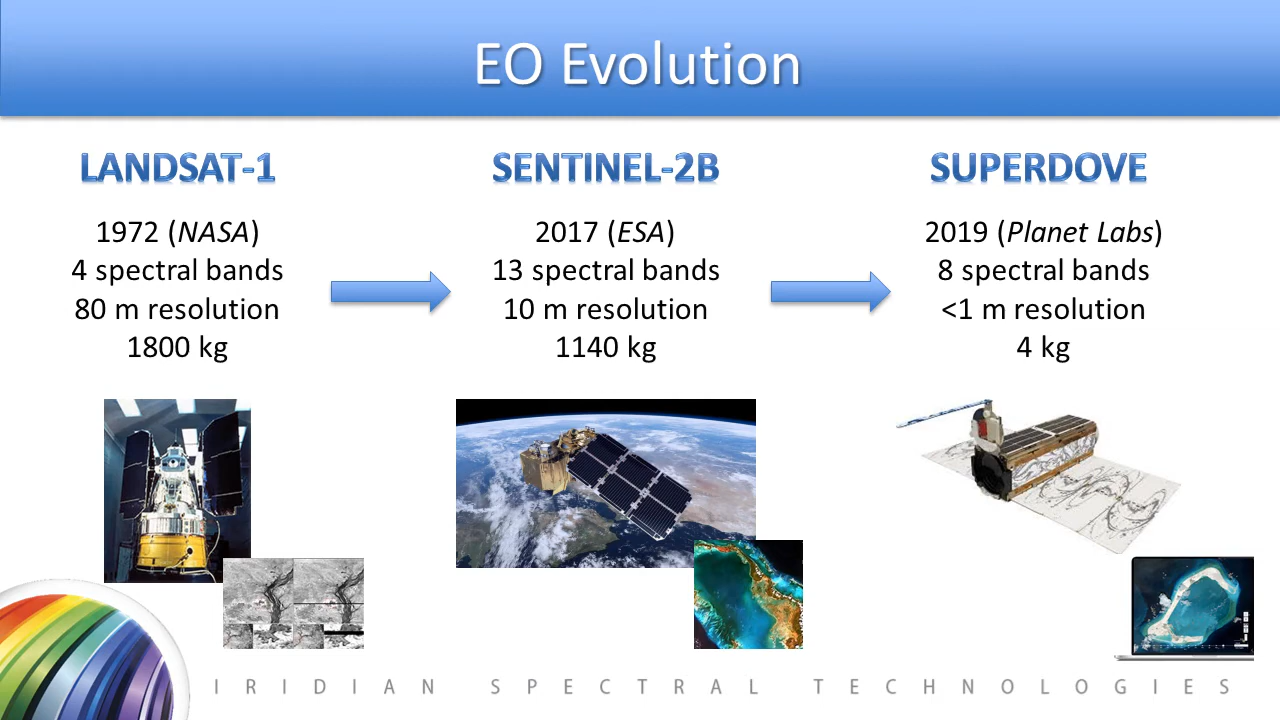 EO Evolution
LANDSAT-1
1972 (NASA)
4 spectral bands
80 m resolution
1800 kg
SENTINEL-2B
2017 (ESA)
13 spectral bands
10 m resolution
1140 kg
SUPERDOVE
2019 (Planet Labs)
8 spectral bands
<1 m resolution
4 kg
IRIDIAN SPECTRAL TECHNOLOGIES